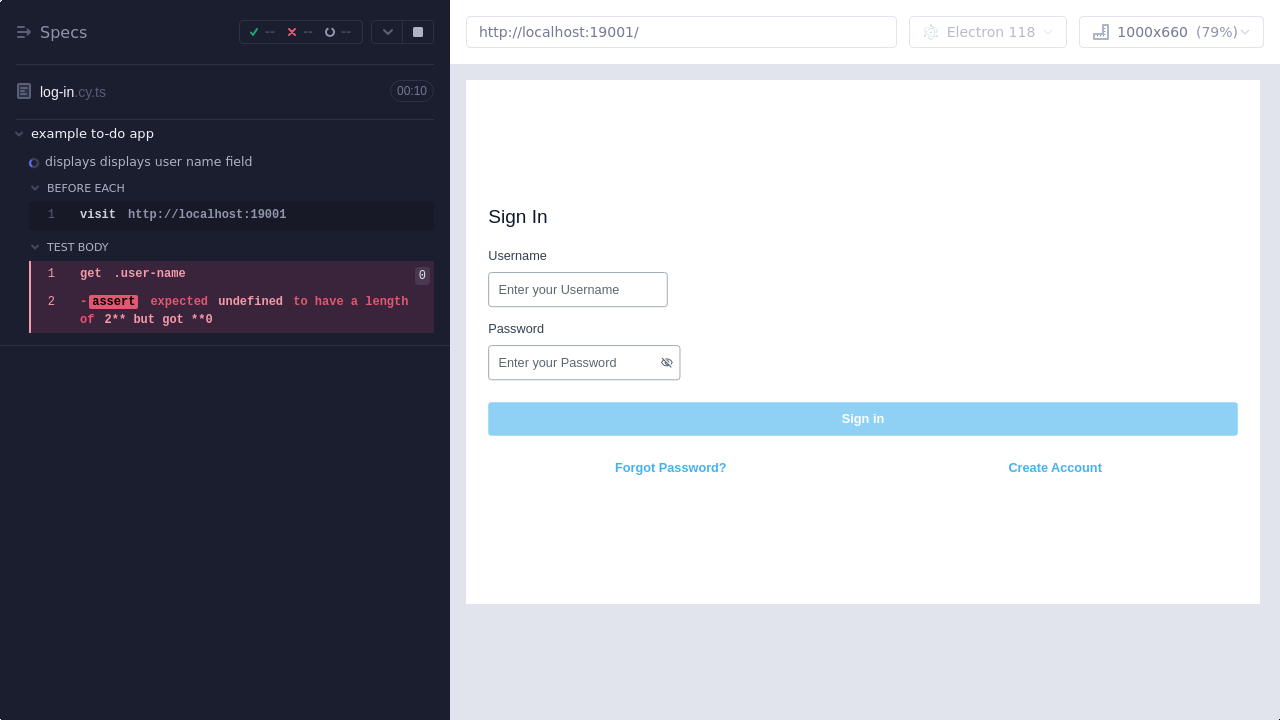 Specs
-- -- --
log-in.cy.ts 00:10
example to-do app
displays displays user name field
BEFORE EACH
1 visit http://localhost:19001
TEST BODY
1 get .user-name 0
2 -assert expected undefined to have a length
of 2** but got **0
http://localhost:19001/
Electron 118
1000x660 (79%)
Sign In
Username
Enter your Username
Password
Enter your Password
Sign in
Forgot Password? Create Account